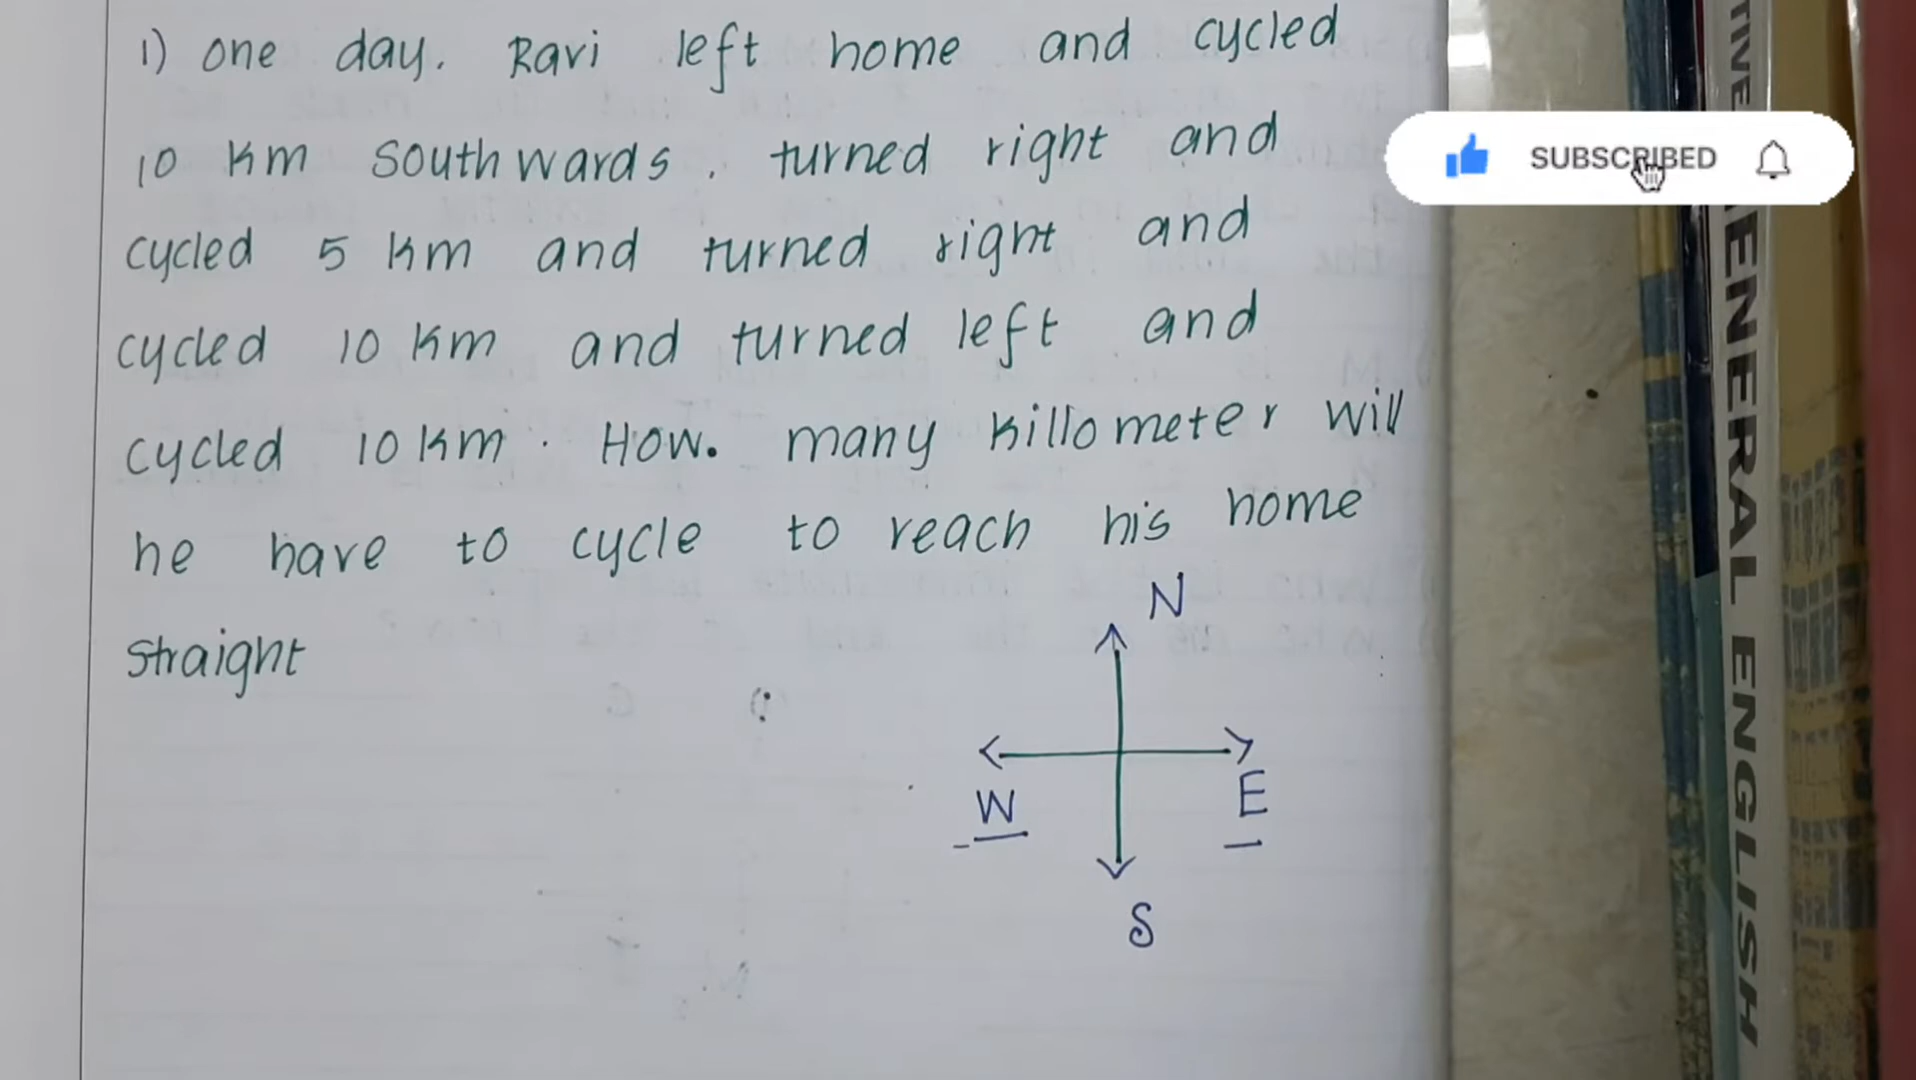 1) one day. Ravi left home and cycled
10 Km Southwards. turned right and
cycled 5 Km and turned right and
cycled 10 Km and turned left and
cycled 10 Km. How. many Killometer will
he have to cycle to reach his home
straight
N
W
E
S
SUBSCRIBED
TIVE GENERAL ENGLISH